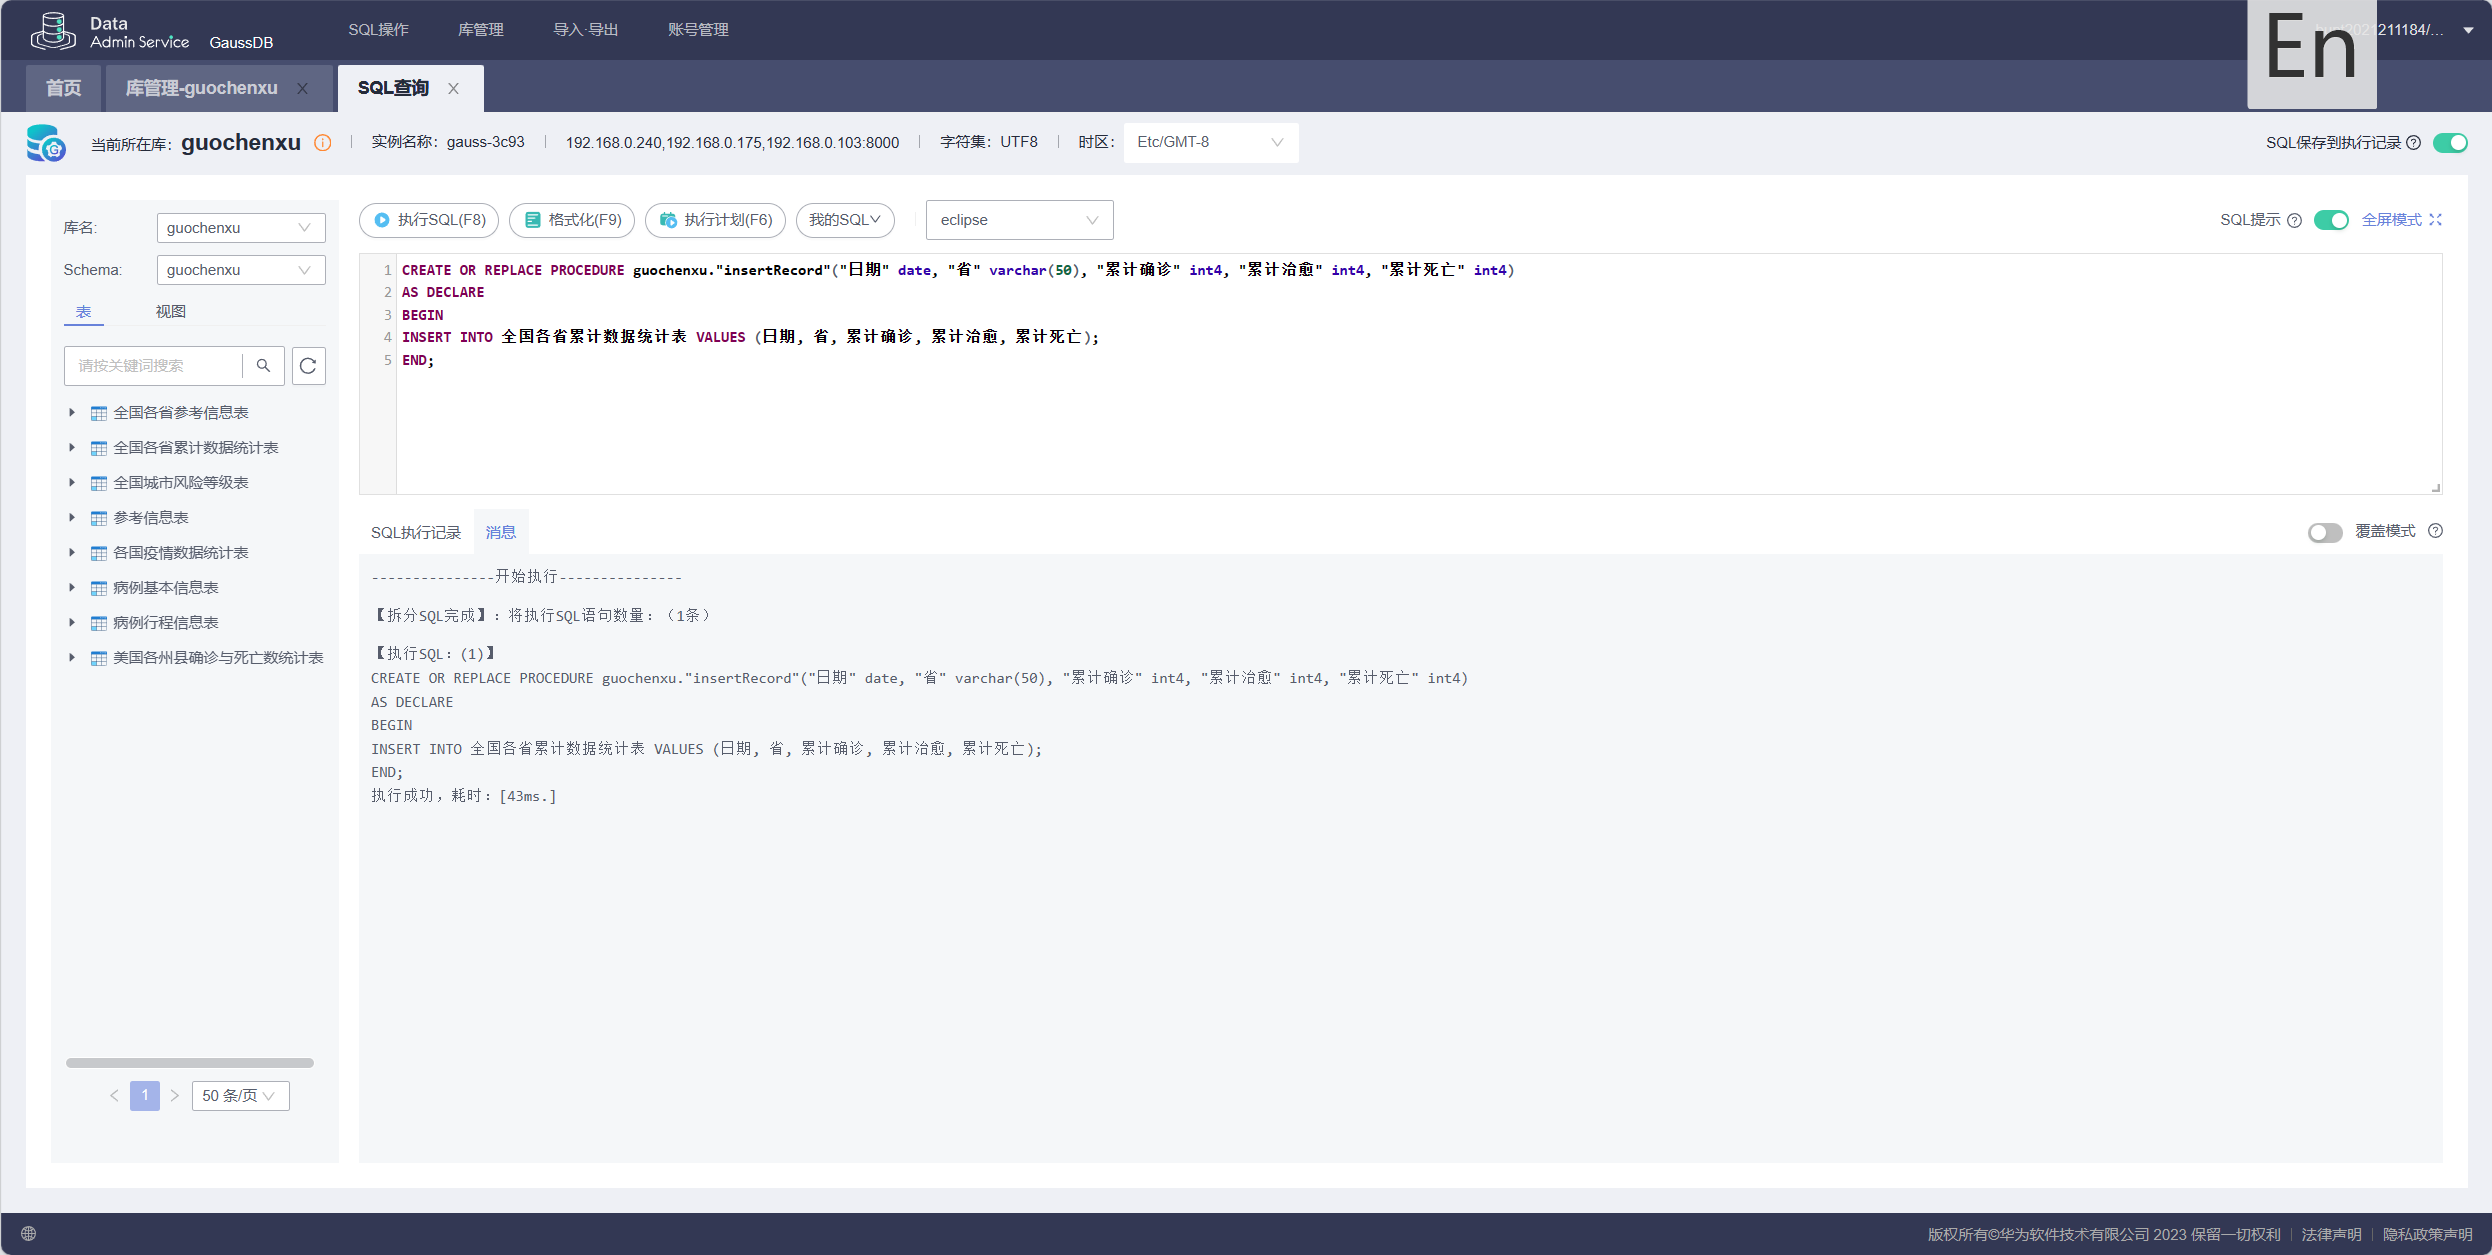 Data
Admin Service GaussDB SQL操作 库管理 导入·导出 账号管理
211184/...
En
首页 库管理-guochenxu SQL查询
当前所在库: guochenxu 实例名称: gauss-3c93 192.168.0.240,192.168.0.175,192.168.0.103:8000 字符集: UTF8 时区: Etc/GMT-8 SQL保存到执行记录
库名: guochenxu
Schema: guochenxu
表 视图
请按关键词搜索
全国各省参考信息表
全国各省累计数据统计表
全国城市风险等级表
参考信息表
各国疫情数据统计表
病例基本信息表
病例行程信息表
美国各州县确诊与死亡数统计表
1 50 条/页
执行SQL(F8) 格式化(F9) 执行计划(F6) 我的SQL eclipse SQL提示 全屏模式
1 CREATE OR REPLACE PROCEDURE guochenxu."insertRecord"("日期" date, "省" varchar(50), "累计确诊" int4, "累计治愈" int4, "累计死亡" int4)
2 AS DECLARE
3 BEGIN
4 INSERT INTO 全国各省累计数据统计表 VALUES (日期, 省, 累计确诊, 累计治愈, 累计死亡);
5 END;
SQL执行记录 消息 覆盖模式
---------------开始执行---------------
【拆分SQL完成】：将执行SQL语句数量：（1条）
【执行SQL：(1)】
CREATE OR REPLACE PROCEDURE guochenxu."insertRecord"("日期" date, "省" varchar(50), "累计确诊" int4, "累计治愈" int4, "累计死亡" int4)
AS DECLARE
BEGIN
INSERT INTO 全国各省累计数据统计表 VALUES (日期, 省, 累计确诊, 累计治愈, 累计死亡);
END;
执行成功，耗时：[43ms.]
版权所有©华为软件技术有限公司 2023 保留一切权利 法律声明 隐私政策声明